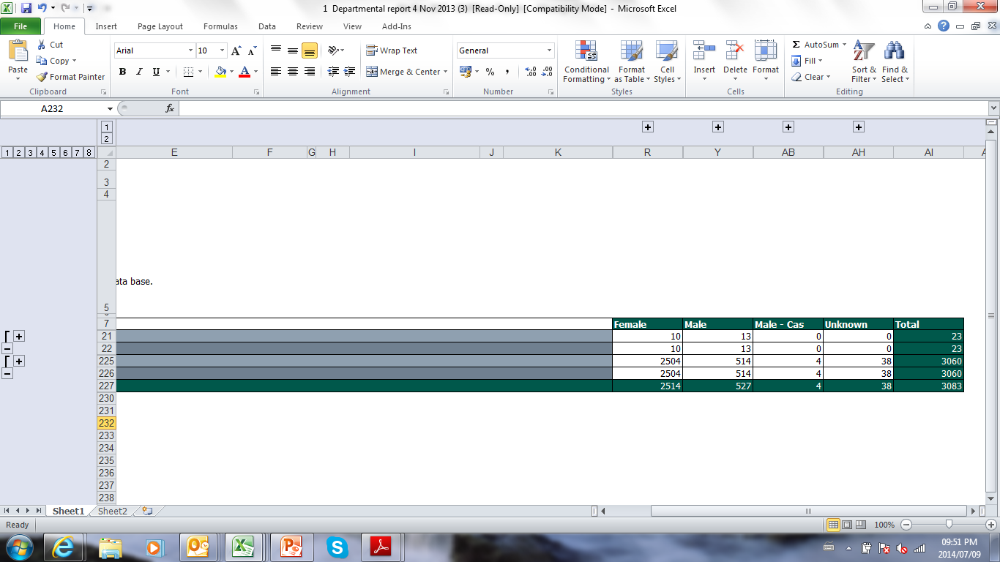 1 Departmental report 4 Nov 2013 (3) [Read-Only] [Compatibility Mode] - Microsoft Excel
File Home Insert Page Layout Formulas Data Review View Add-Ins
Paste Cut Copy Format Painter Clipboard
Arial 10 B I U A Font
Wrap Text Merge & Center Alignment
General % , Number
Conditional Formatting Format as Table Cell Styles Styles
Insert Delete Format Cells
Σ AutoSum Fill Clear Sort & Filter Find & Select Editing
A232 fx
1
2
1 2 3 4 5 6 7 8 E F G H I J K R Y AB AH AI
2
3
4
ata base.
5
7 Female Male Male - Cas Unknown Total
21 10 13 0 0 23
22 10 13 0 0 23
225 2504 514 4 38 3060
226 2504 514 4 38 3060
227 2514 527 4 38 3083
230
231
232
233
234
235
236
237
238
Sheet1 Sheet2
Ready 100%
09:51 PM
2014/07/09